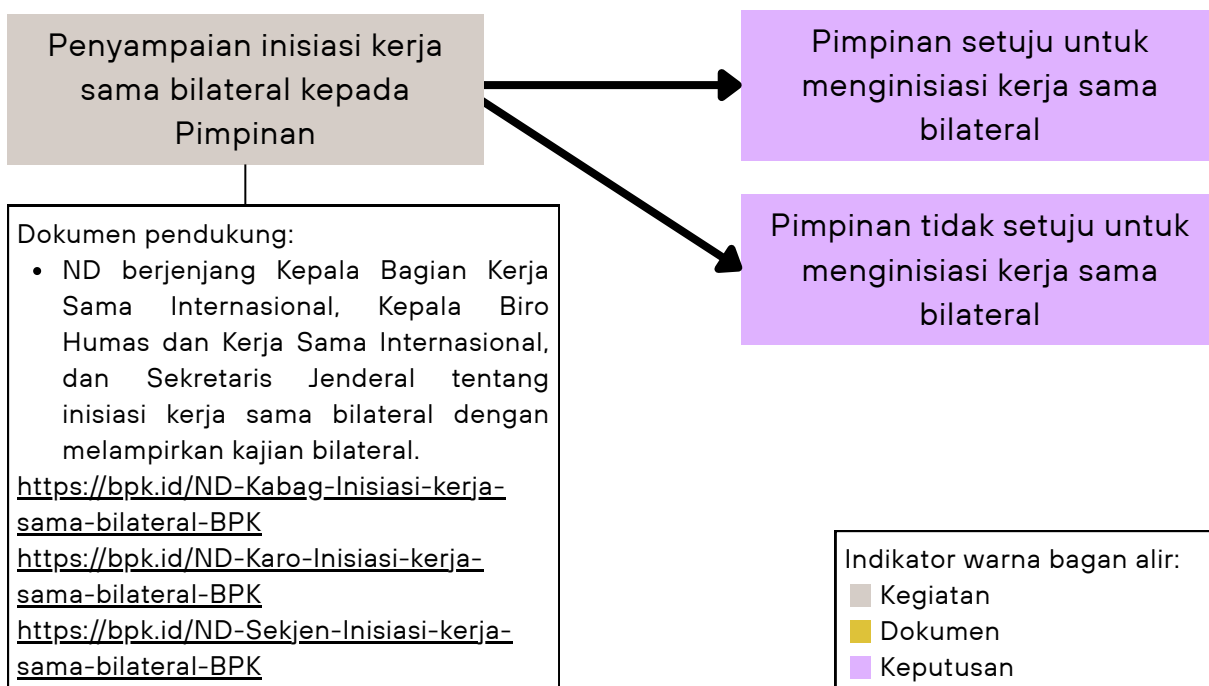 Penyampaian inisiasi kerja
sama bilateral kepada
Pimpinan
Pimpinan setuju untuk
menginisiasi kerja sama
bilateral
Pimpinan tidak setuju untuk
menginisiasi kerja sama
bilateral
Dokumen pendukung:
• ND berjenjang Kepala Bagian Kerja
Sama Internasional, Kepala Biro
Humas dan Kerja Sama Internasional,
dan Sekretaris Jenderal tentang
inisiasi kerja sama bilateral dengan
melampirkan kajian bilateral.
https://bpk.id/ND-Kabag-Inisiasi-kerja-
sama-bilateral-BPK
https://bpk.id/ND-Karo-Inisiasi-kerja-
sama-bilateral-BPK
https://bpk.id/ND-Sekjen-Inisiasi-kerja-
sama-bilateral-BPK
Indikator warna bagan alir:
Kegiatan
Dokumen
Keputusan